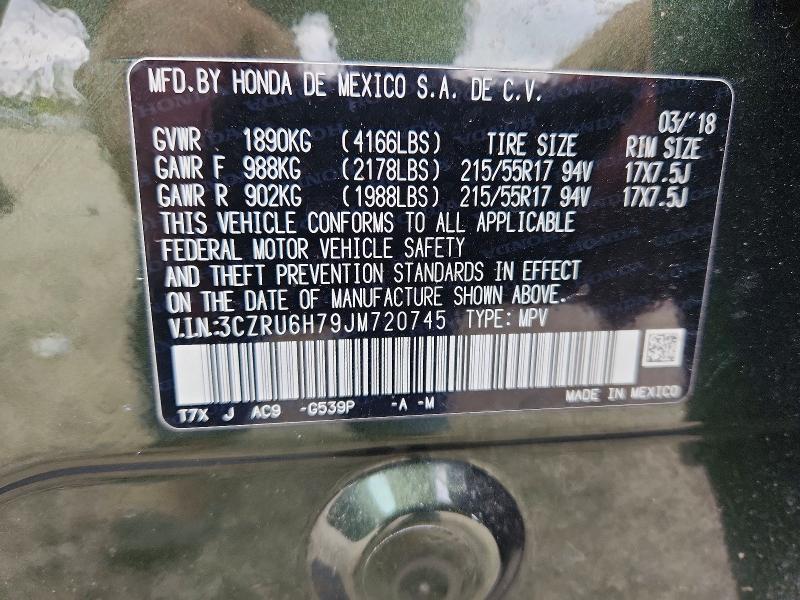 MFD.BY HONDA DE MEXICO S.A. DE C.V.
03/'18
GVWR 1890KG (4166LBS) TIRE SIZE RIM SIZE
GAWR F 988KG (2178LBS) 215/55R17 94V 17X7.5J
GAWR R 902KG (1988LBS) 215/55R17 94V 17X7.5J
THIS VEHICLE CONFORMS TO ALL APPLICABLE
FEDERAL MOTOR VEHICLE SAFETY
AND THEFT PREVENTION STANDARDS IN EFFECT
ON THE DATE OF MANUFACTURE SHOWN ABOVE.
V.I.N.:3CZRU6H79JM720745 TYPE: MPV
T7X J AC9 -G539P -A -M MADE IN MEXICO